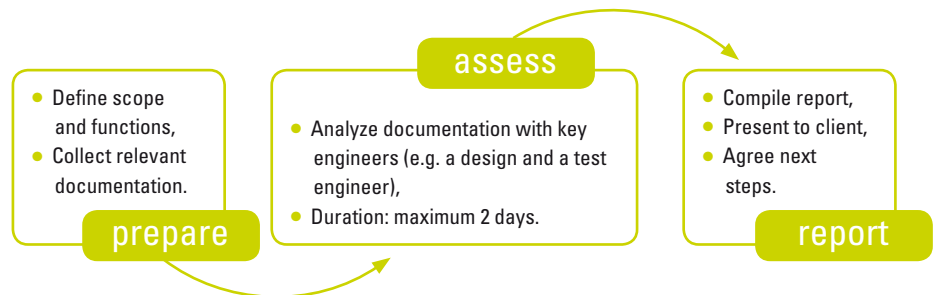 Define scope
and functions,
Collect relevant
documentation.
prepare
assess
Analyze documentation with key
engineers (e.g. a design and a test
engineer),
Duration: maximum 2 days.
Compile report,
Present to client,
Agree next
steps.
report